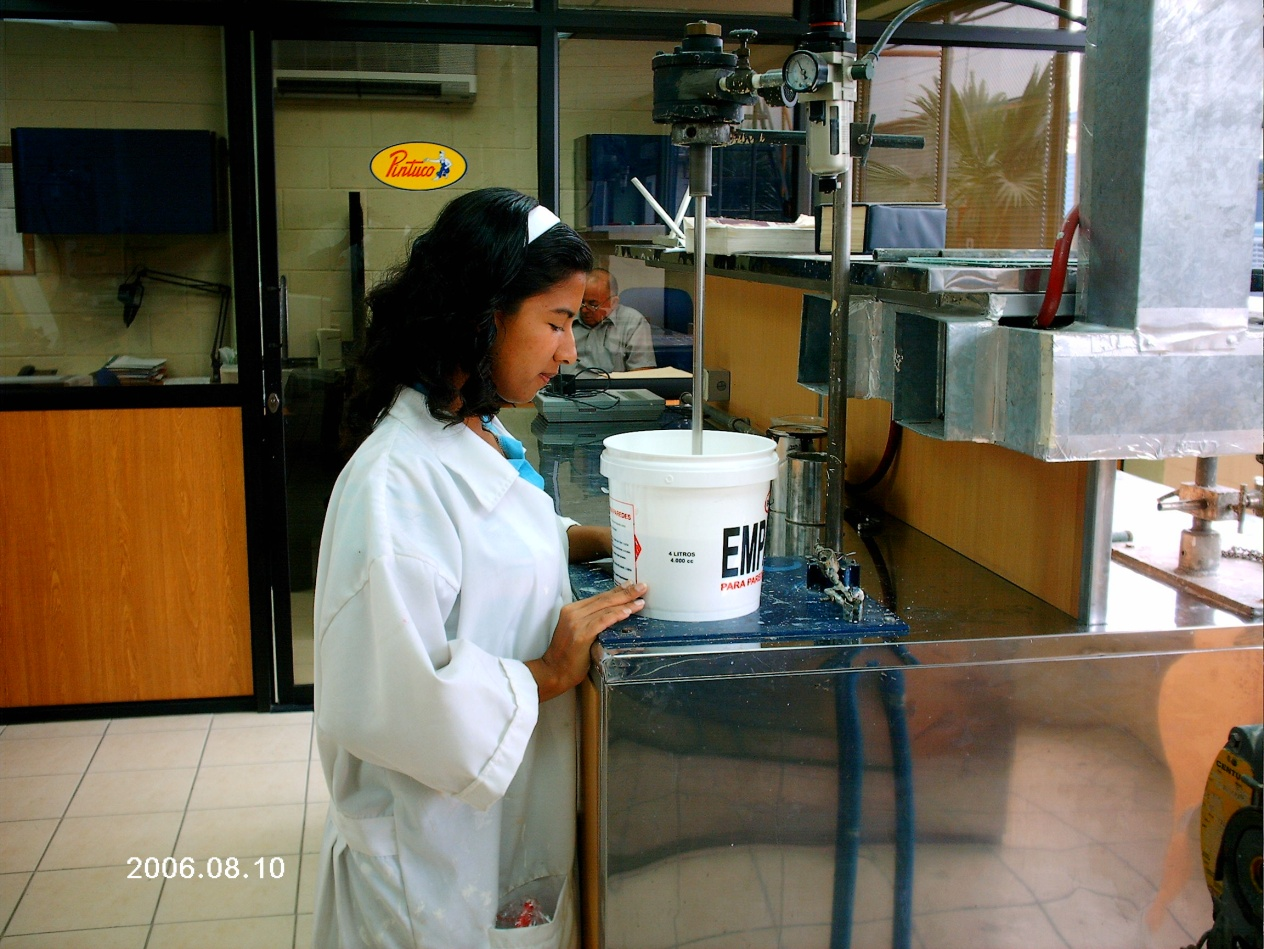 Pintuco
PAREDES
4 LITROS
4.000 cc
EMP
PARA PARE
2006.08.10